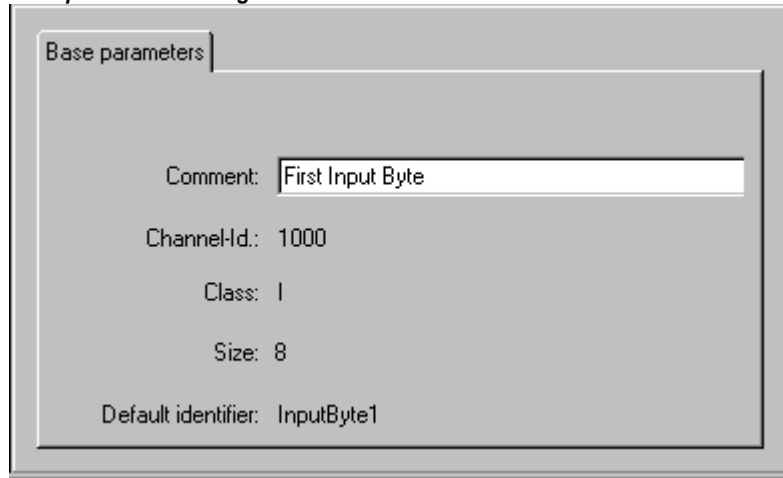 Base parameters
Comment: First Input Byte
Channel-Id.: 1000
Class: I
Size: 8
Default identifier: InputByte1